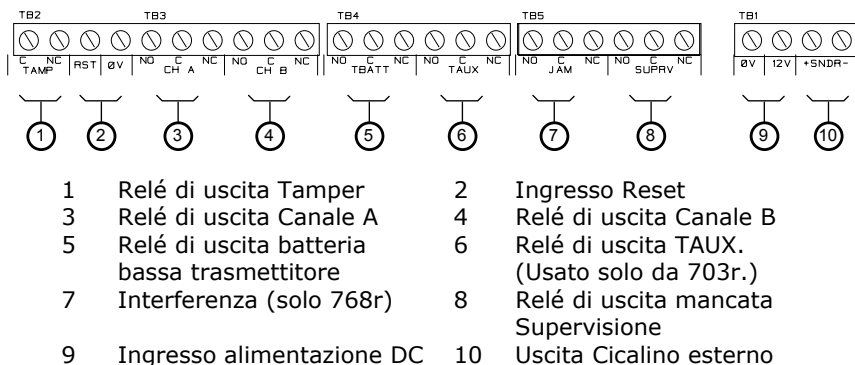 TB2 TB3 TB4 TB5 TB1
C NC RST ØV NO C NC NO C NC NO C NC NO C NC NO C NC NO C NC ØV 12V +SNDR-
TAMP CH A CH B TBATT TAUX JAM SUPRV
1 2 3 4 5 6 7 8 9 10
1 Relé di uscita Tamper 2 Ingresso Reset
3 Relé di uscita Canale A 4 Relé di uscita Canale B
5 Relé di uscita batteria 6 Relé di uscita TAUX.
bassa trasmettitore (Usato solo da 703r.)
7 Interferenza (solo 768r) 8 Relé di uscita mancata
Supervisione
9 Ingresso alimentazione DC 10 Uscita Cicalino esterno